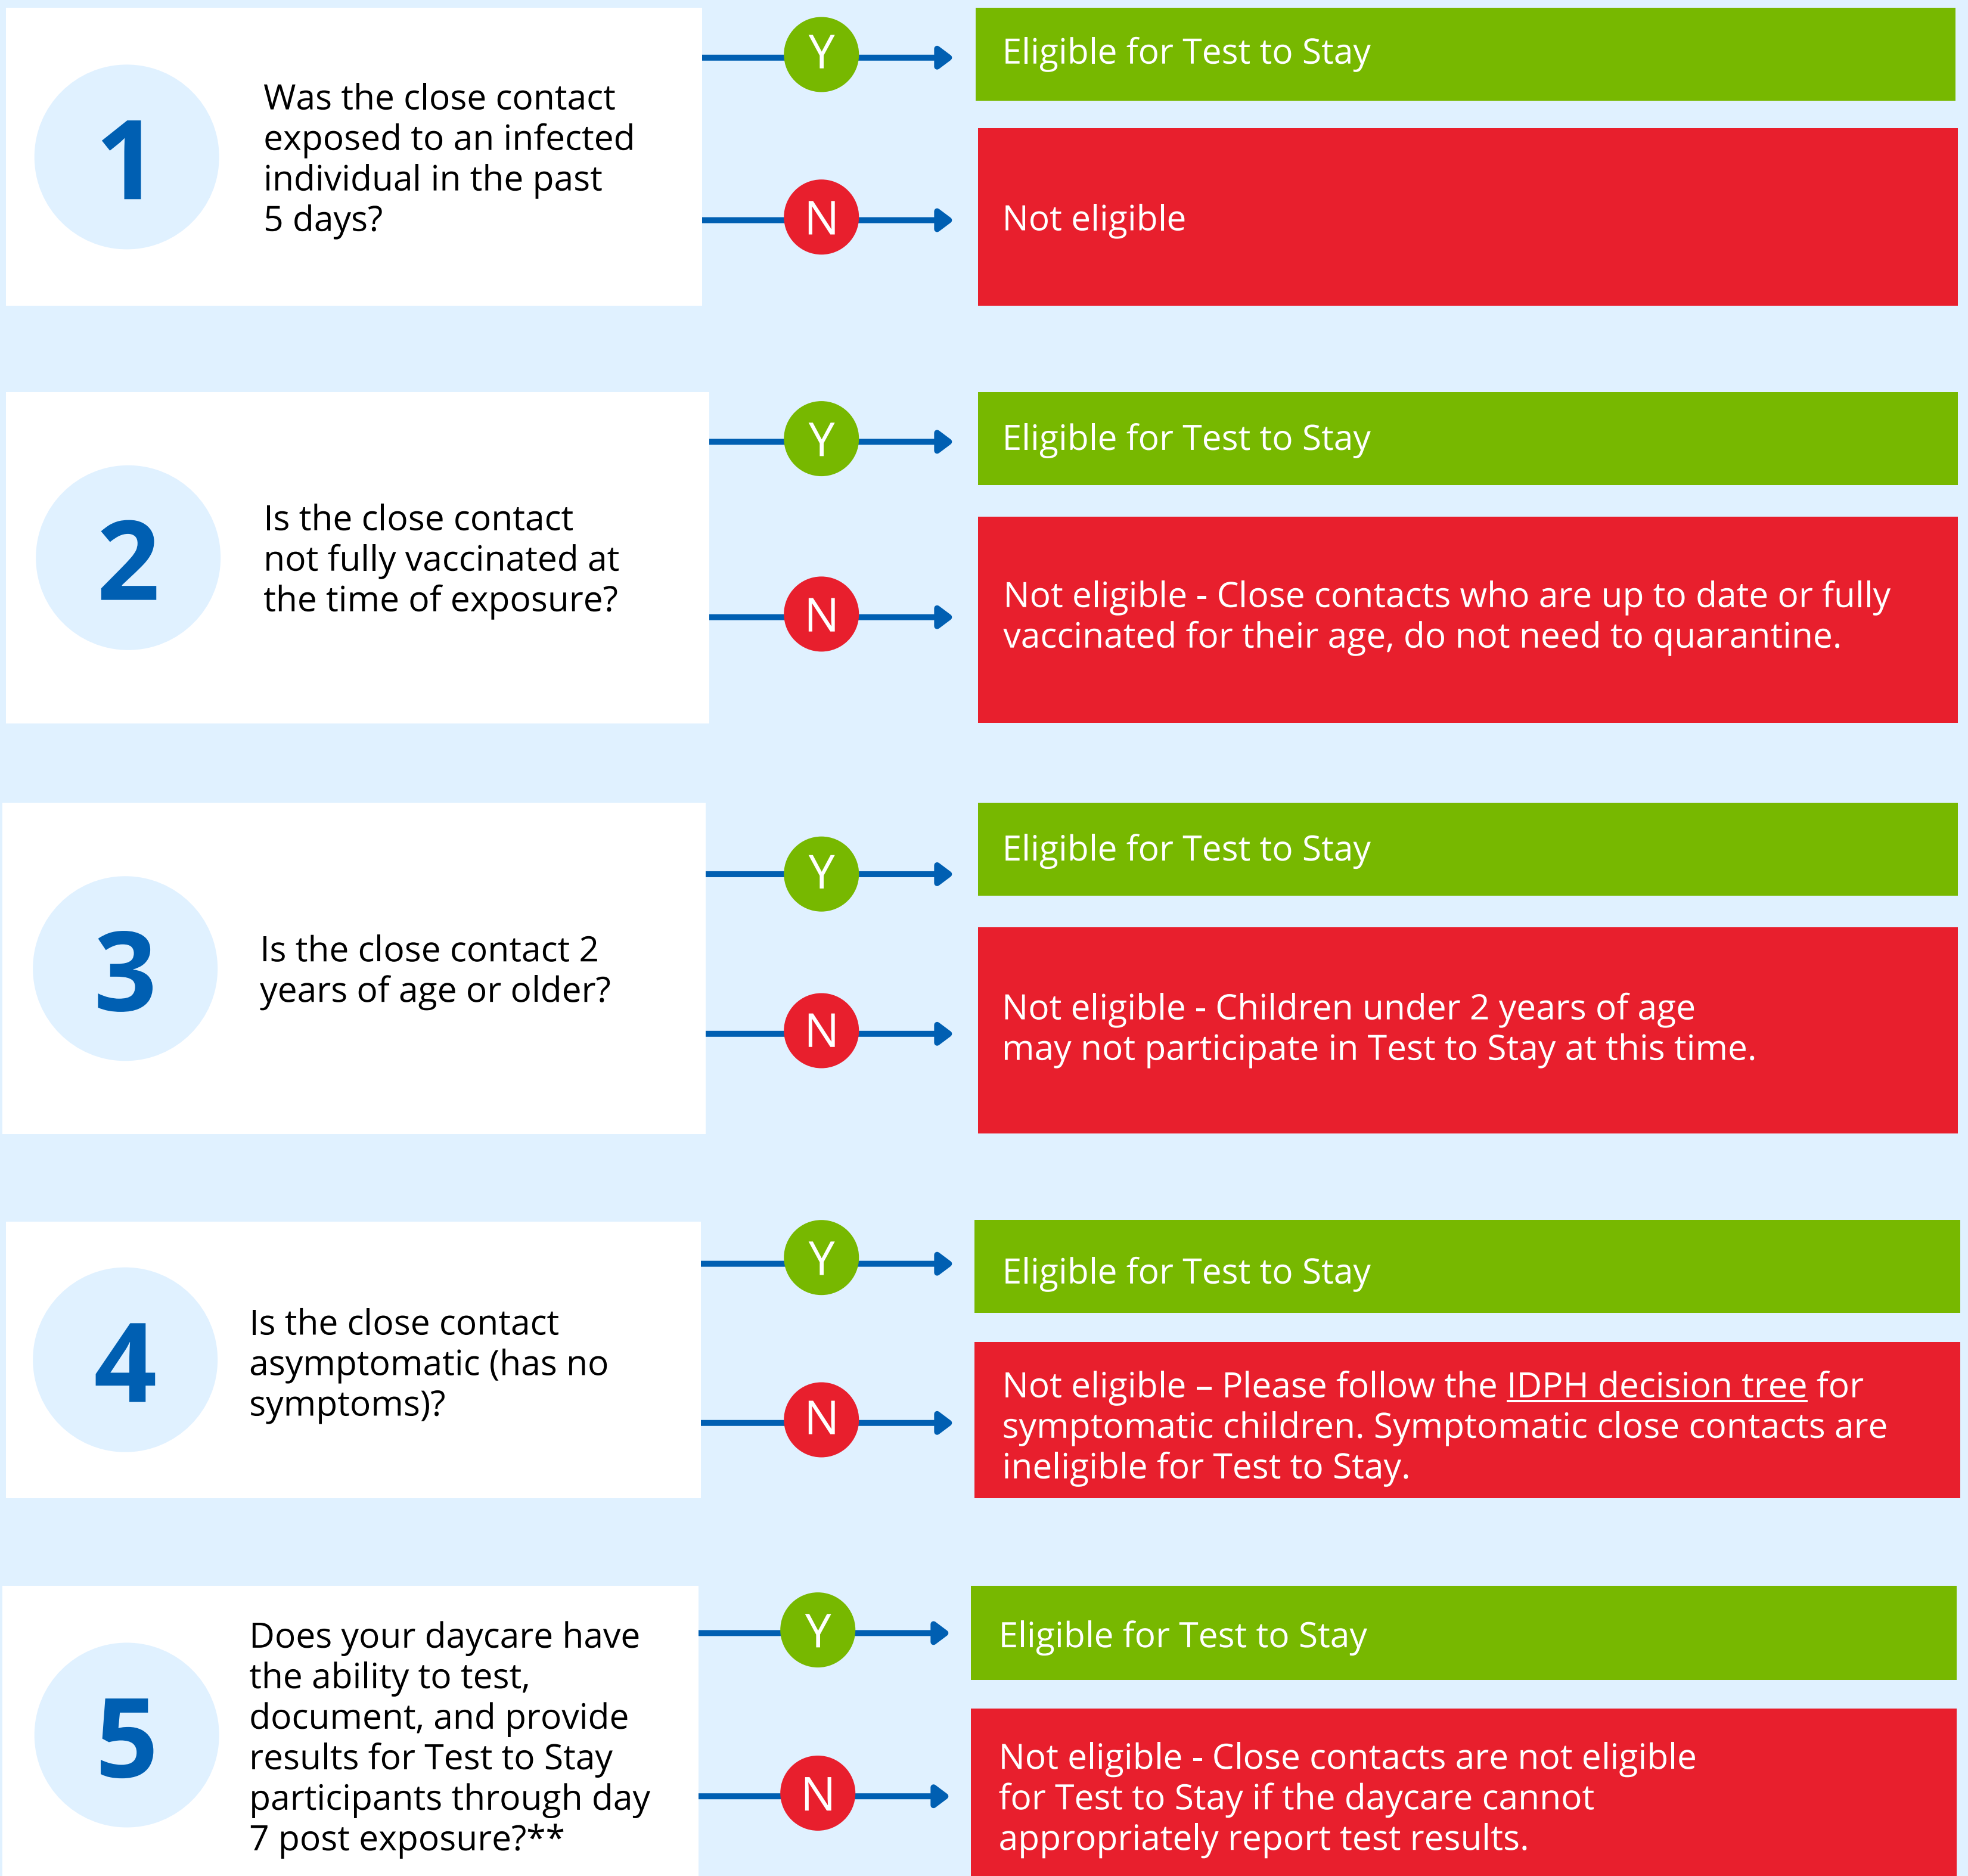 1
Was the close contact
exposed to an infected
individual in the past
5 days?
Y
Eligible for Test to Stay
N
Not eligible
2
Is the close contact
not fully vaccinated at
the time of exposure?
Y
Eligible for Test to Stay
N
Not eligible - Close contacts who are up to date or fully
vaccinated for their age, do not need to quarantine.
3
Is the close contact 2
years of age or older?
Y
Eligible for Test to Stay
N
Not eligible - Children under 2 years of age
may not participate in Test to Stay at this time.
4
Is the close contact
asymptomatic (has no
symptoms)?
Y
Eligible for Test to Stay
N
Not eligible – Please follow the IDPH decision tree for
symptomatic children. Symptomatic close contacts are
ineligible for Test to Stay.
5
Does your daycare have
the ability to test,
document, and provide
results for Test to Stay
participants through day
7 post exposure?**
Y
Eligible for Test to Stay
N
Not eligible - Close contacts are not eligible
for Test to Stay if the daycare cannot
appropriately report test results.